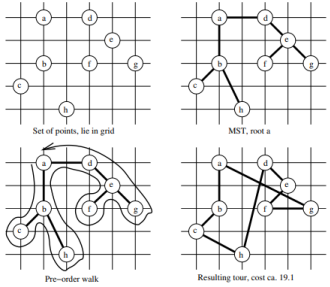 a d
e
b f g
c
h
Set of points, lie in grid
a d
e
b f g
c
h
MST, root a
a d
e
b f g
c
h
Pre-order walk
a d
e
b f g
c
h
Resulting tour, cost ca. 19.1